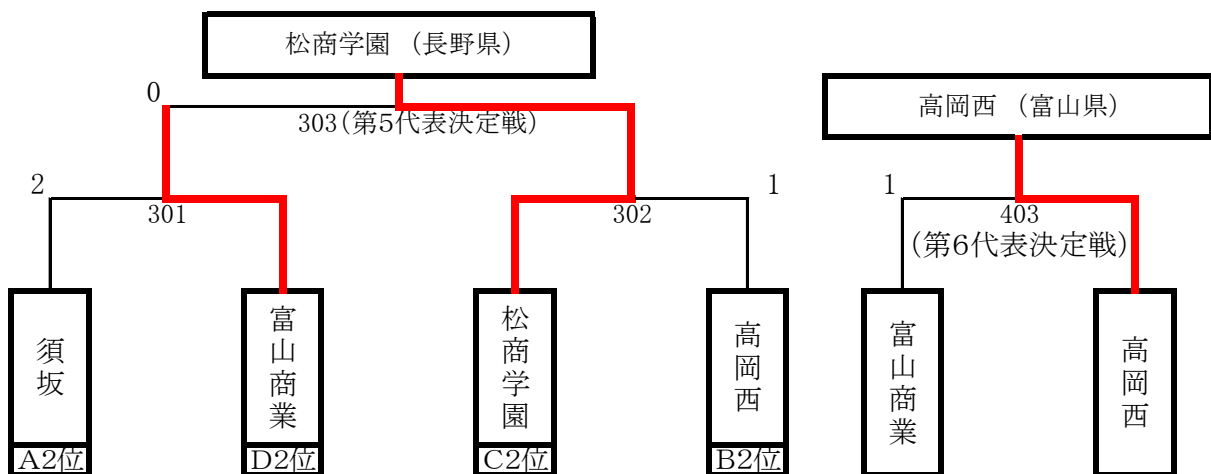 松商学園 （長野県）
0
303（第5代表決定戦）
高岡西 （富山県）
2
301
302
1
1
403
（第6代表決定戦）
須坂
富山商業
松商学園
高岡西
富山商業
高岡西
A2位
D2位
C2位
B2位